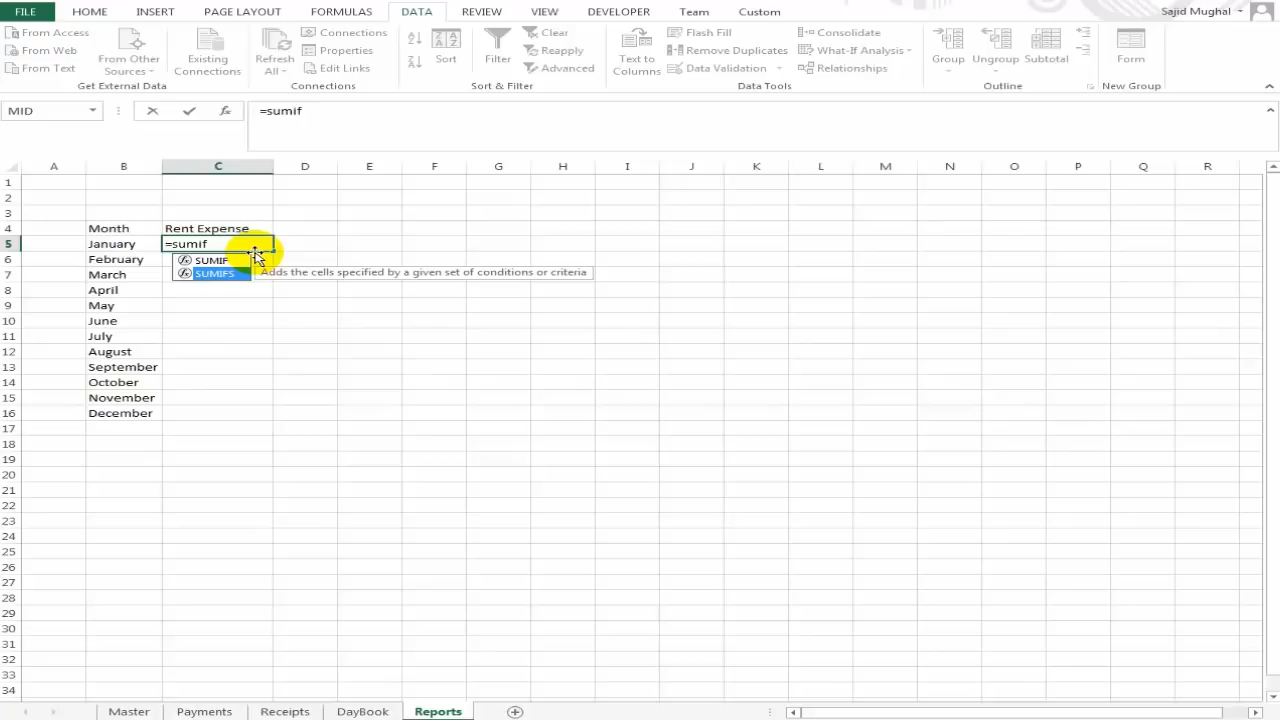 FILE HOME INSERT PAGE LAYOUT FORMULAS DATA REVIEW VIEW DEVELOPER Team Custom Sajid Mughal
From Access
From Web
From Text
From Other Sources
Existing Connections
Get External Data
Refresh All
Connections
Properties
Edit Links
Connections
Sort
Filter
Clear
Reapply
Advanced
Sort & Filter
Text to Columns
Flash Fill
Remove Duplicates
Data Validation
Consolidate
What-If Analysis
Relationships
Data Tools
Group
Ungroup
Subtotal
Outline
Form
New Group
MID =sumif
A B C D E F G H I J K L M N O P Q R
1
2
3
4 Month Rent Expense
5 January =sumif
6 February SUMIF
7 March SUMIFS Adds the cells specified by a given set of conditions or criteria
8 April
9 May
10 June
11 July
12 August
13 September
14 October
15 November
16 December
17
18
19
20
21
22
23
24
25
26
27
28
29
30
31
32
33
34
Master Payments Receipts DayBook Reports